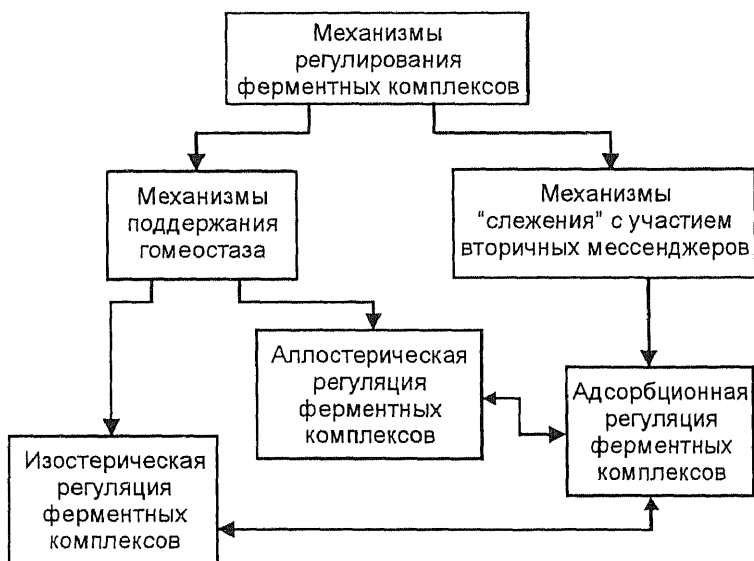 Механизмы
регулирования
ферментных комплексов
Механизмы
поддержания
гомеостаза
Механизмы
“слежения” с участием
вторичных мессенджеров
Аллостерическая
регуляция
ферментных
комплексов
Адсорбционная
регуляция
ферментных
комплексов
Изостерическая
регуляция
ферментных
комплексов